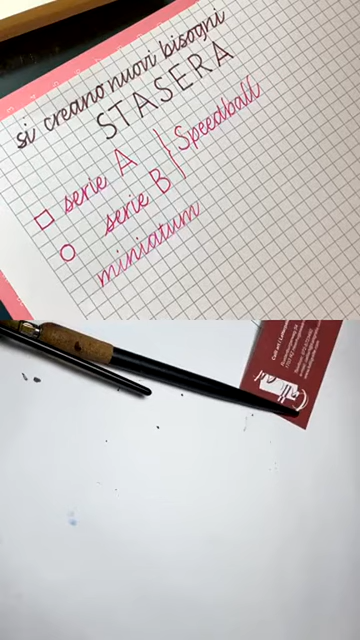 si creano nuovi bisogni
STASERA
serie A
serie B
Speedball
miniatum